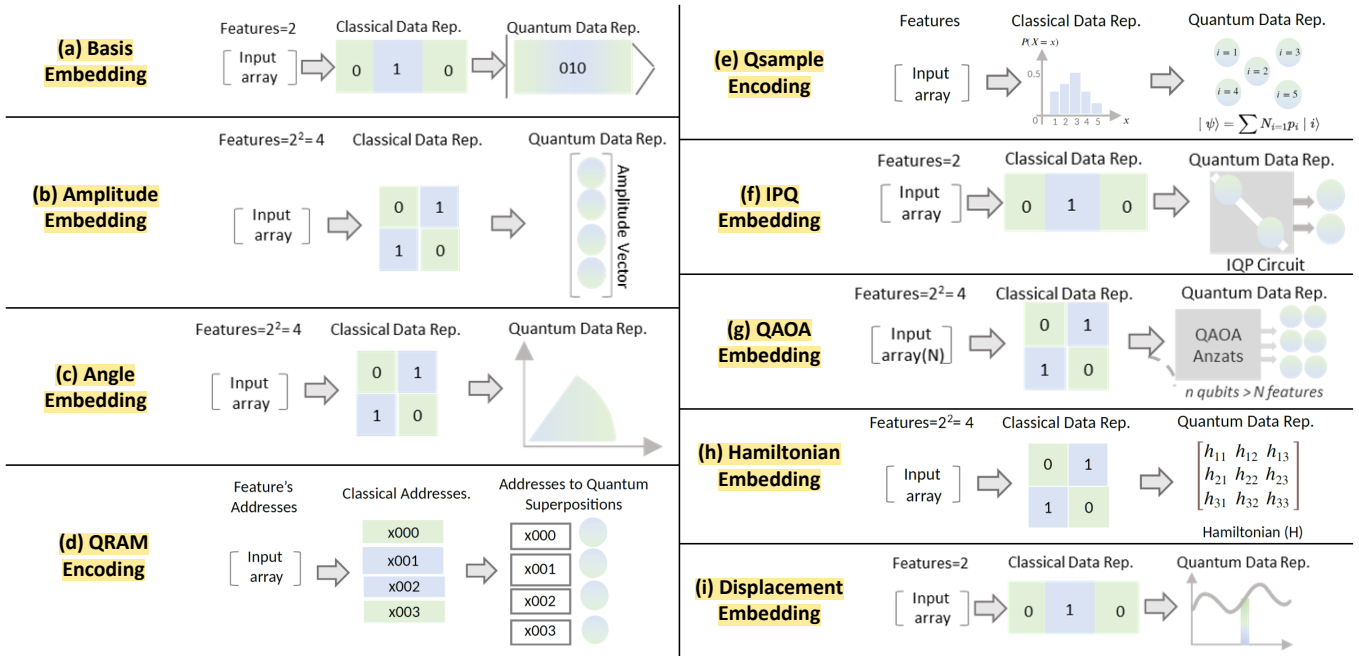 (a) Basis
Embedding
Features=2
Input
array
Classical Data Rep.
0 1 0
Quantum Data Rep.
010
(b) Amplitude
Embedding
Features=2²= 4
Input
array
Classical Data Rep.
0 1
1 0
Quantum Data Rep.
Amplitude Vector
(c) Angle
Embedding
Features=2²= 4
Input
array
Classical Data Rep.
0 1
1 0
Quantum Data Rep.
(d) QRAM
Encoding
Feature's
Addresses
Input
array
Classical Addresses.
x000
x001
x002
x003
Addresses to Quantum
Superpositions
x000
x001
x002
x003
(e) Qsample
Encoding
Features
Input
array
Classical Data Rep.
P(X = x)
0.5
0
1 2 3 4 5
x
Quantum Data Rep.
i = 1
i = 3
i = 2
i = 4
i = 5
| ψ⟩ = ∑ N_{i=1} p_i | i⟩
(f) IPQ
Embedding
Features=2
Input
array
Classical Data Rep.
0 1 0
Quantum Data Rep.
IQP Circuit
(g) QAOA
Embedding
Features=2²= 4
Input
array(N)
Classical Data Rep.
0 1
1 0
Quantum Data Rep.
QAOA
Anzats
n qubits > N features
(h) Hamiltonian
Embedding
Features=2²= 4
Input
array
Classical Data Rep.
0 1
1 0
Quantum Data Rep.
h₁₁ h₁₂ h₁₃
h₂₁ h₂₂ h₂₃
h₃₁ h₃₂ h₃₃
Hamiltonian (H)
(i) Displacement
Embedding
Features=2
Input
array
Classical Data Rep.
0 1 0
Quantum Data Rep.